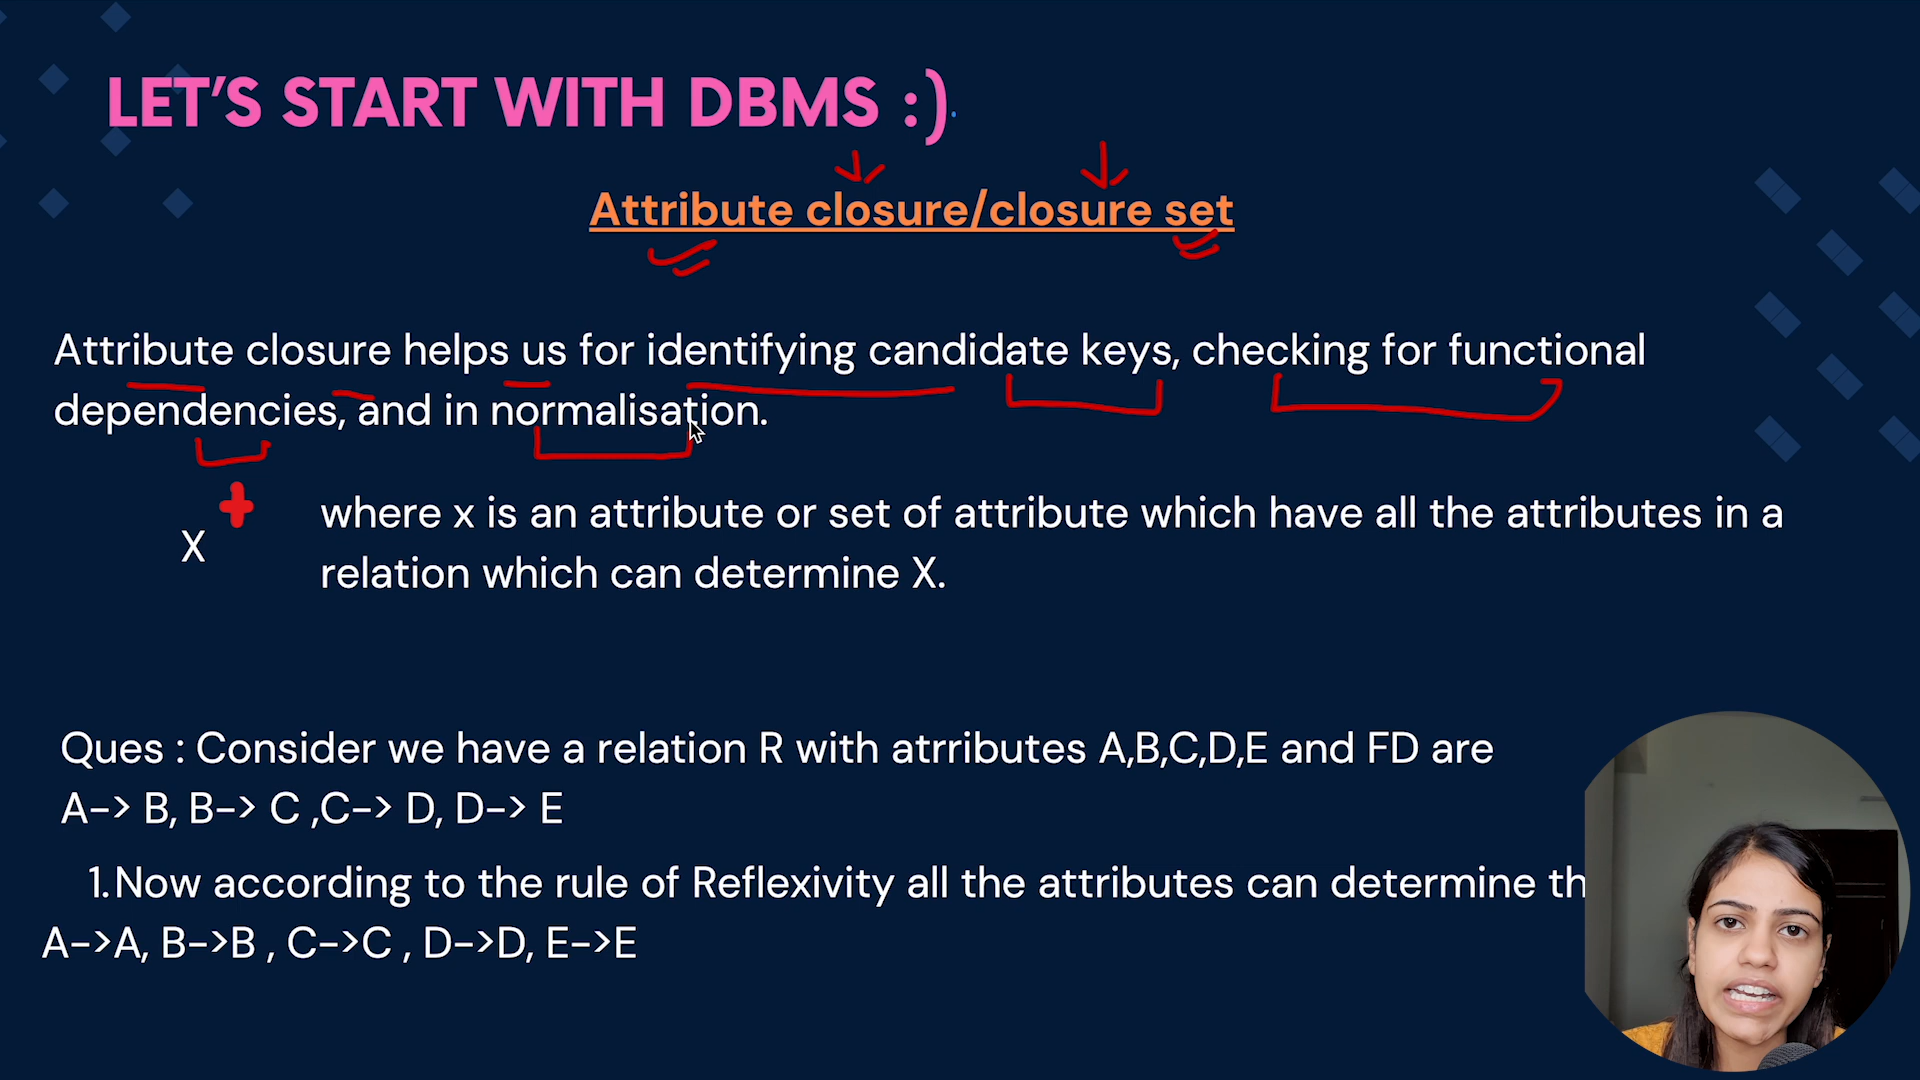 LET'S START WITH DBMS :)
Attribute closure/closure set
Attribute closure helps us for identifying candidate keys, checking for functional
dependencies, and in normalisation.
X+ where x is an attribute or set of attribute which have all the attributes in a
relation which can determine X.
Ques : Consider we have a relation R with atrributes A,B,C,D,E and FD are
A-> B, B-> C ,C-> D, D-> E
1.Now according to the rule of Reflexivity all the attributes can determine
A->A, B->B , C->C , D->D, E->E